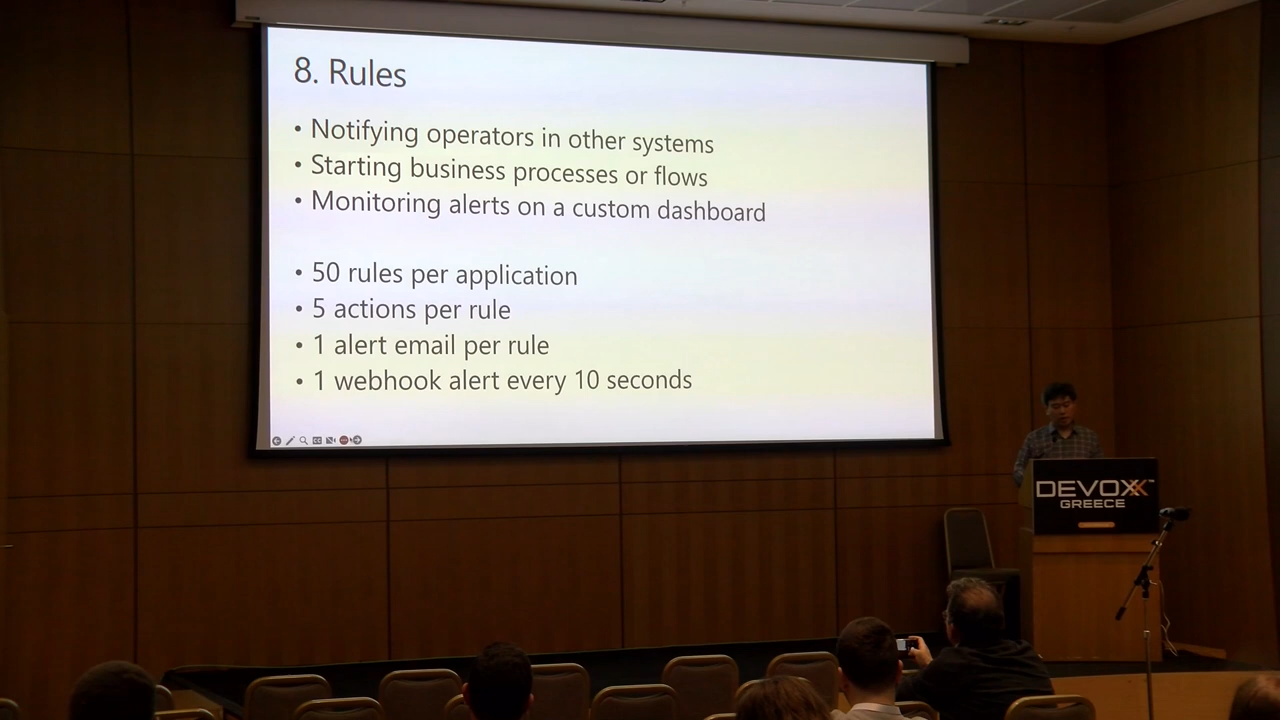 8. Rules
• Notifying operators in other systems
• Starting business processes or flows
• Monitoring alerts on a custom dashboard
• 50 rules per application
• 5 actions per rule
• 1 alert email per rule
• 1 webhook alert every 10 seconds
DEVOXX™
GREECE